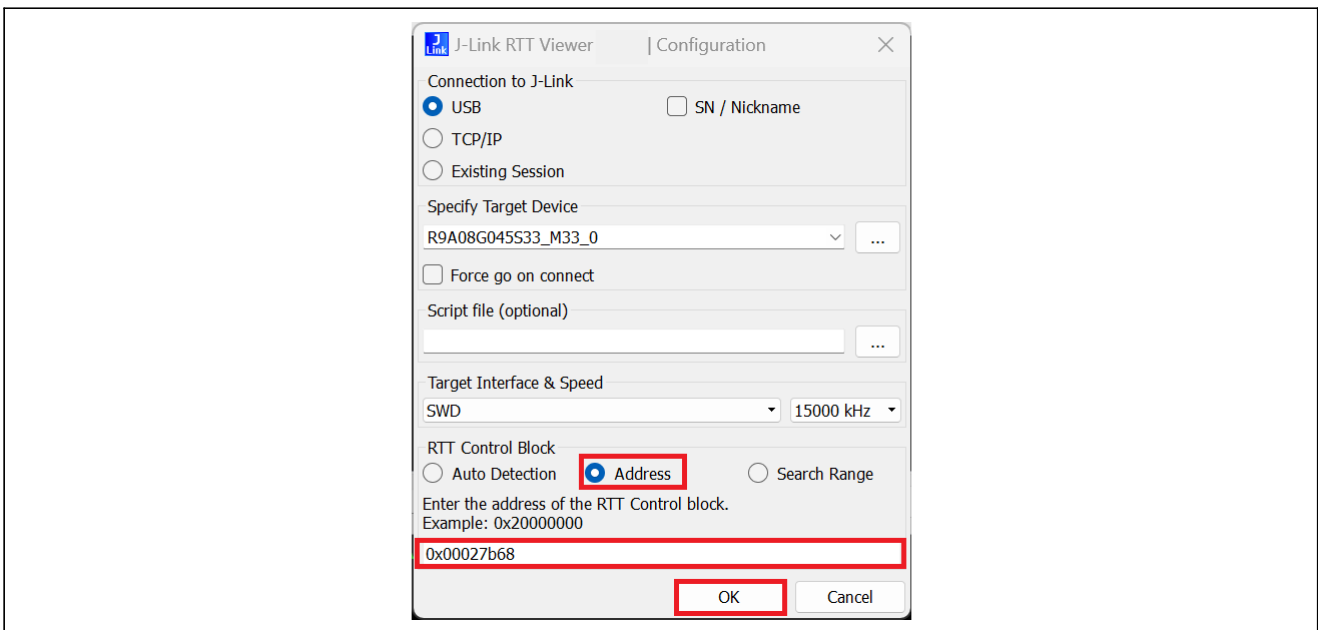 J Link J-Link RTT Viewer | Configuration
Connection to J-Link
USB SN / Nickname
TCP/IP
Existing Session
Specify Target Device
R9A08G045S33_M33_0 ...
Force go on connect
Script file (optional)
...
Target Interface & Speed
SWD 15000 kHz
RTT Control Block
Auto Detection Address Search Range
Enter the address of the RTT Control block.
Example: 0x20000000
0x00027b68
OK Cancel